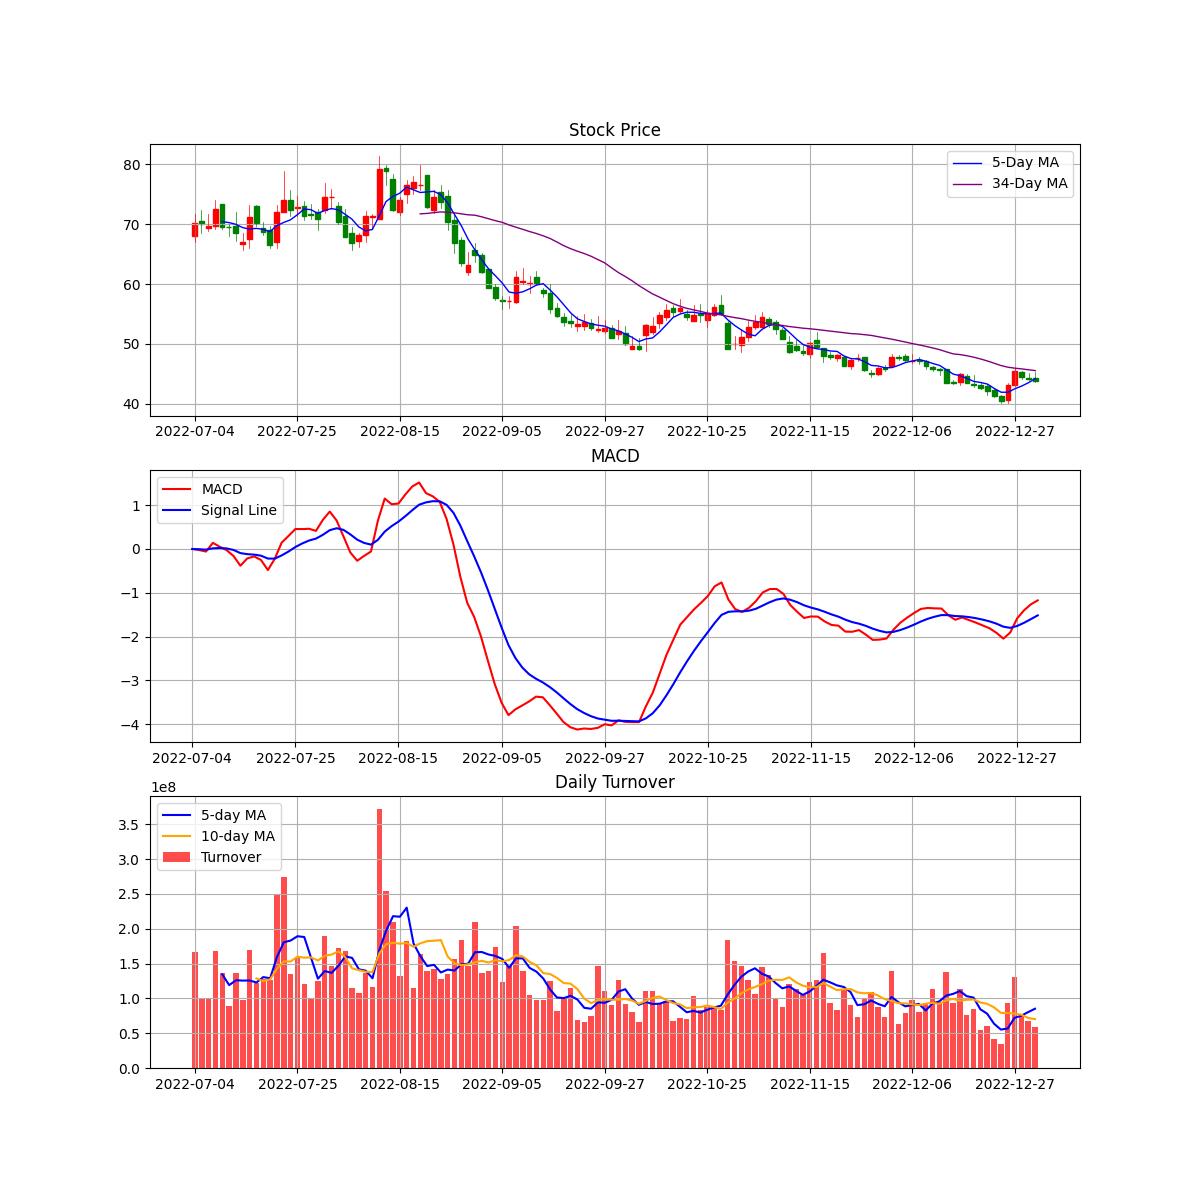 Stock Price
80
70
60
50
40
5-Day MA
34-Day MA
2022-07-04 2022-07-25 2022-08-15 2022-09-05 2022-09-27 2022-10-25 2022-11-15 2022-12-06 2022-12-27
MACD
1
0
−1
−2
−3
−4
MACD
Signal Line
2022-07-04 2022-07-25 2022-08-15 2022-09-05 2022-09-27 2022-10-25 2022-11-15 2022-12-06 2022-12-27
Daily Turnover
1e8
3.5
3.0
2.5
2.0
1.5
1.0
0.5
0.0
5-day MA
10-day MA
Turnover
2022-07-04 2022-07-25 2022-08-15 2022-09-05 2022-09-27 2022-10-25 2022-11-15 2022-12-06 2022-12-27